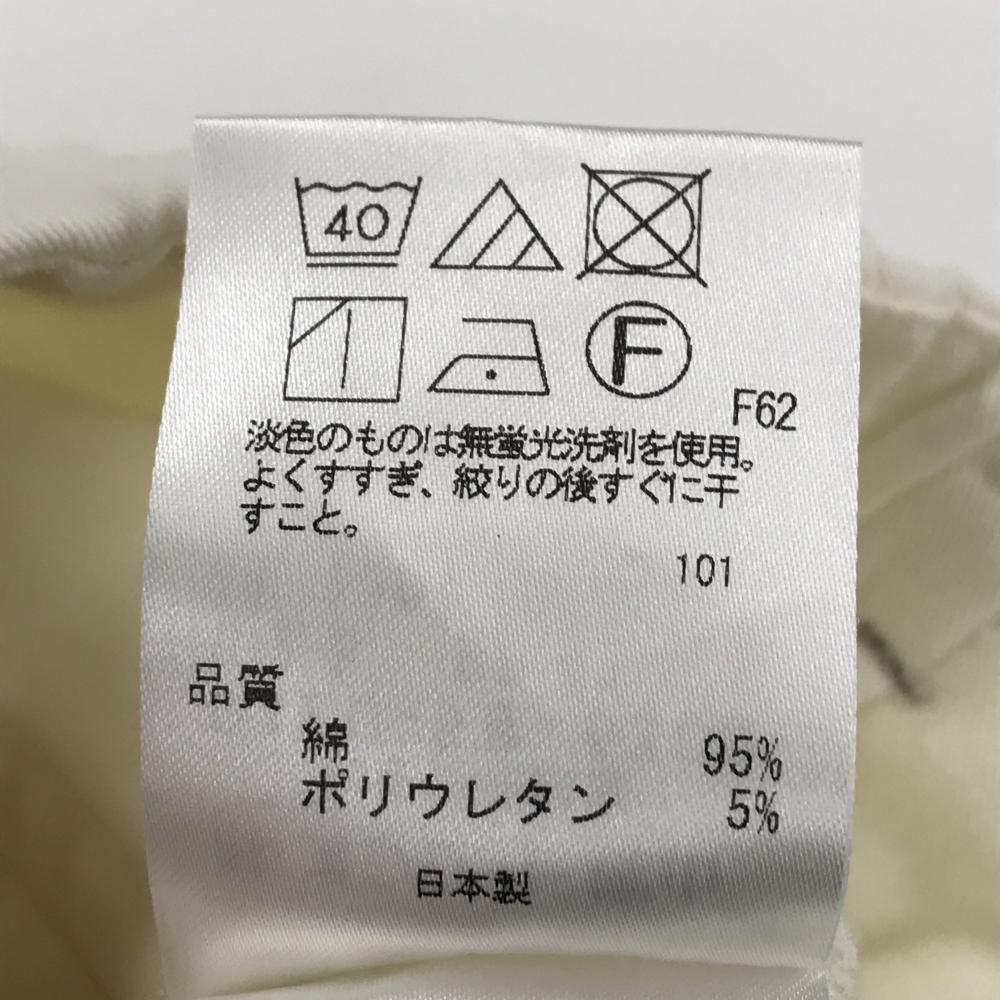 40
F
F62
淡色のものは無蛍光洗剤を使用。
よくすすぎ、絞りの後すぐに干
すこと。
101
品質
綿 95%
ポリウレタン 5%
日本製